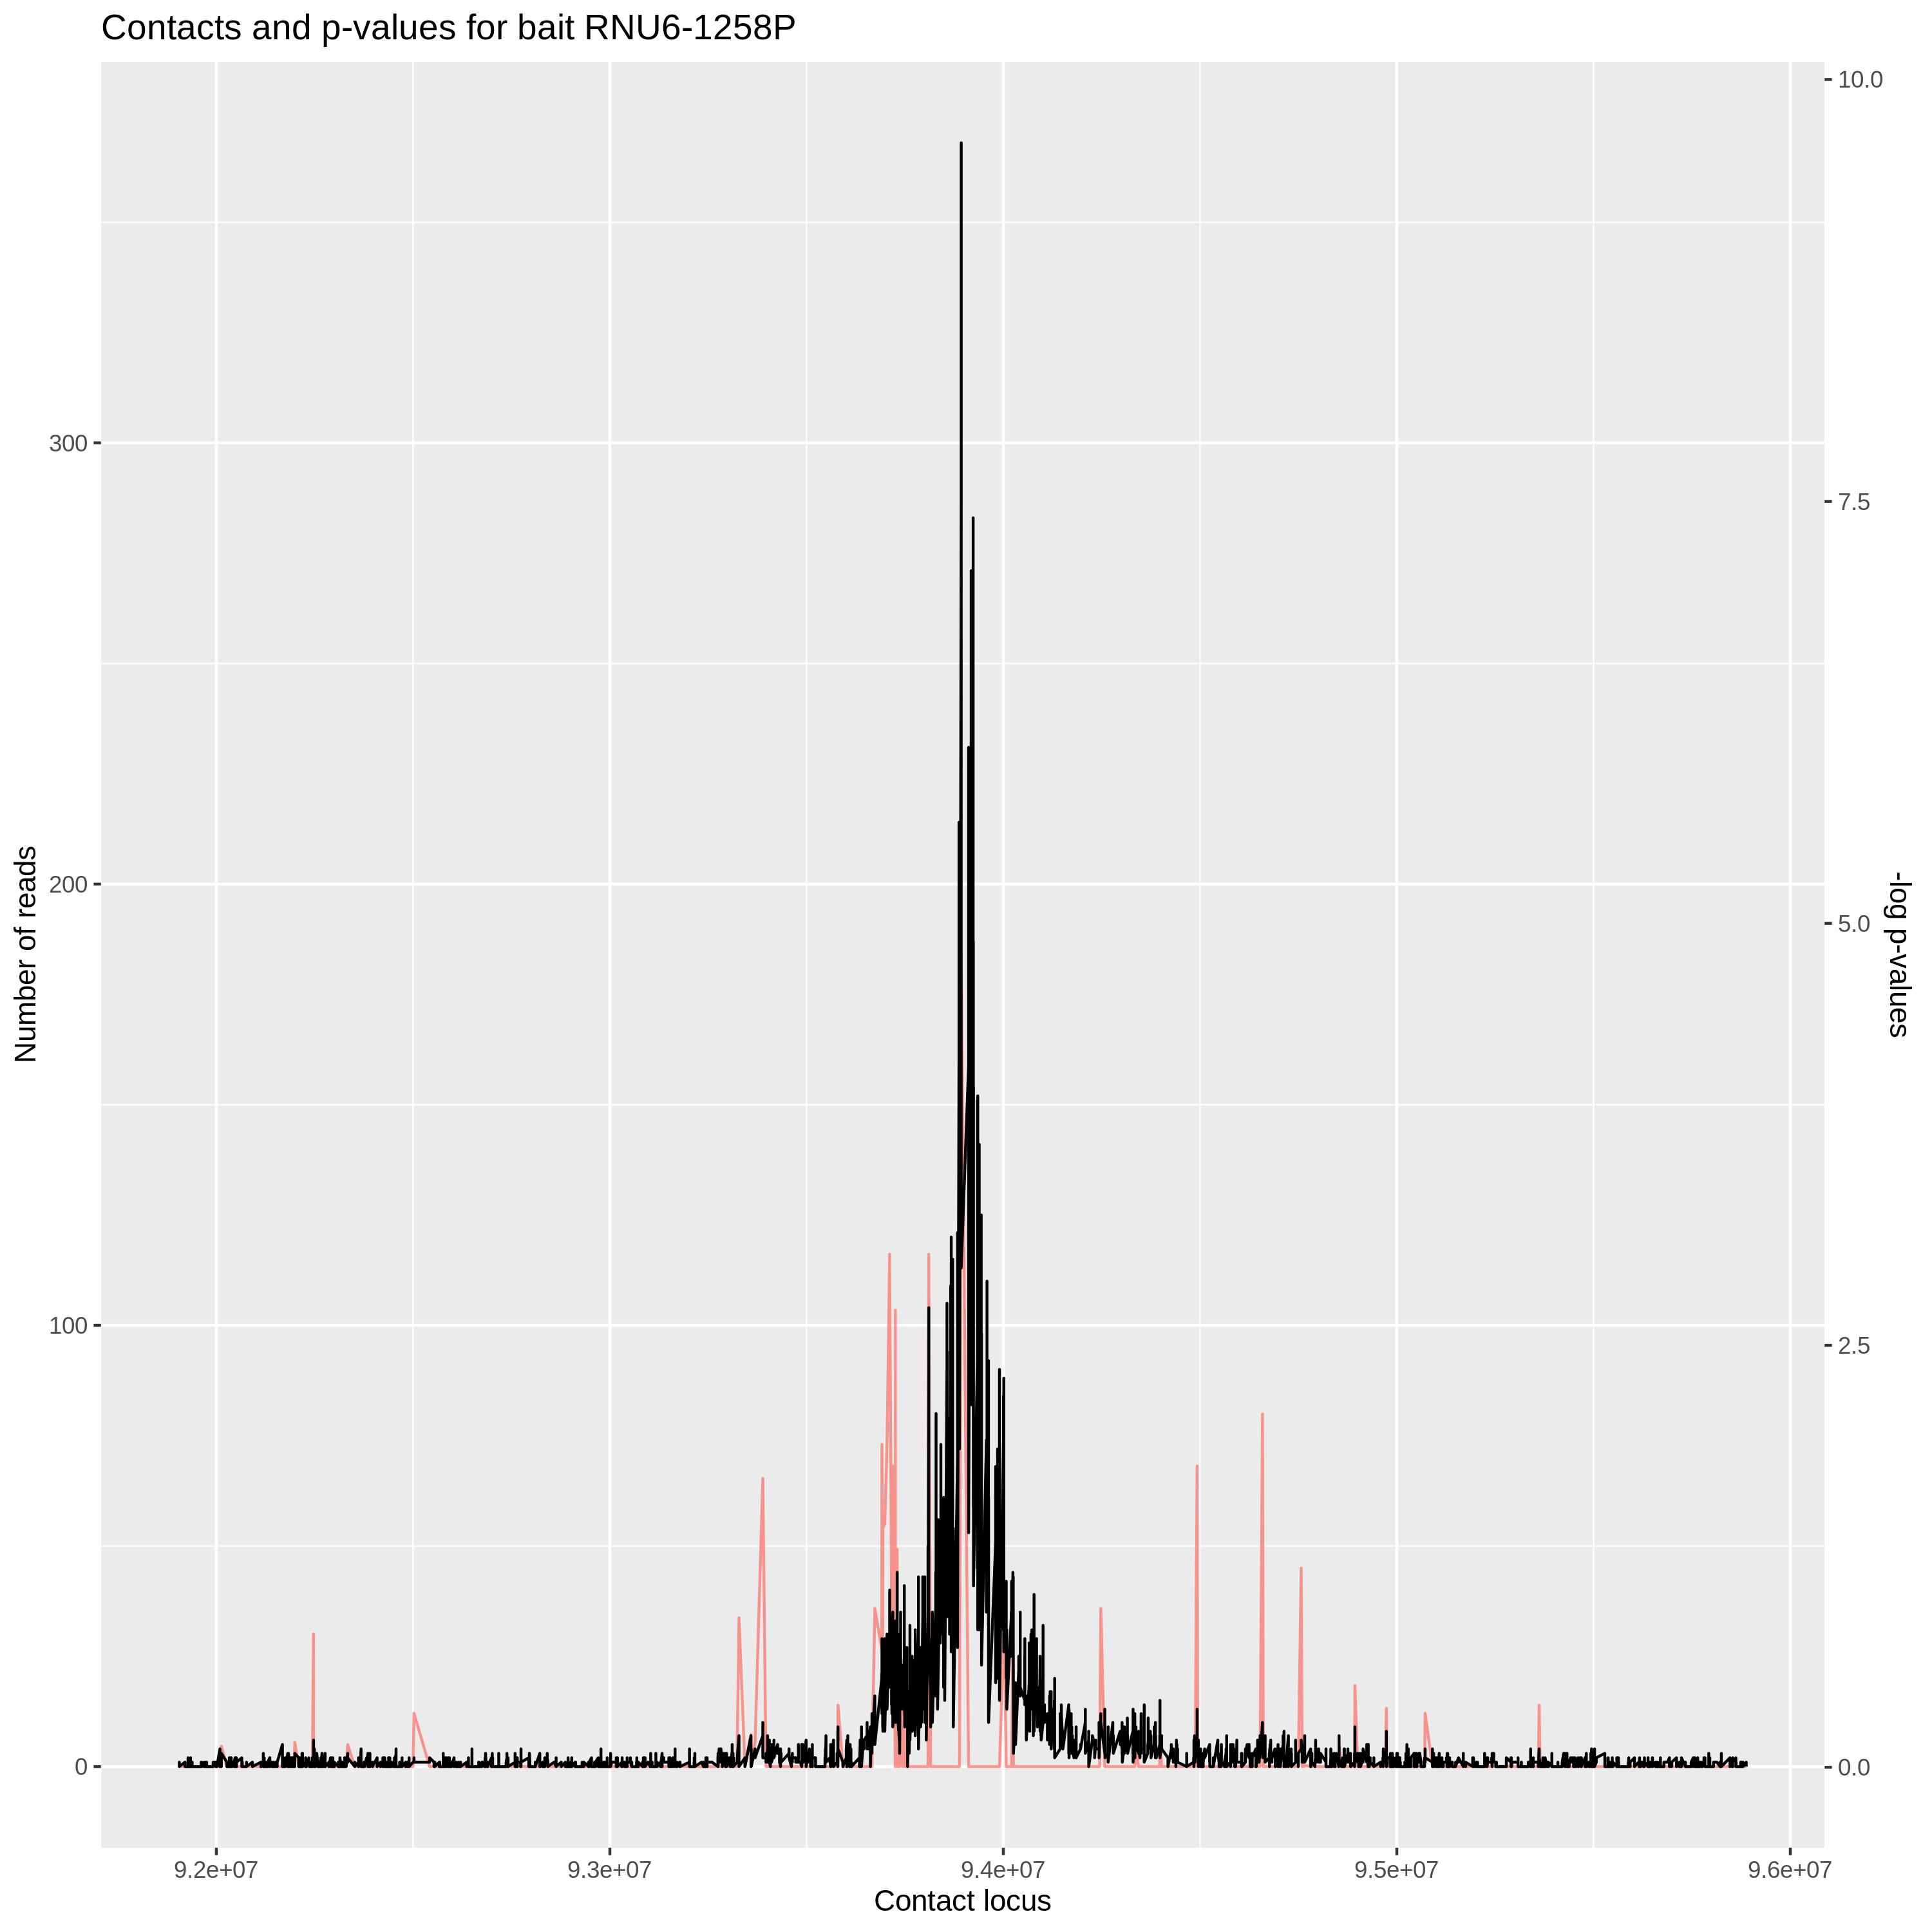 Contacts and p-values for bait RNU6-1258P
Number of reads
300
200
100
0
10.0
7.5
5.0
2.5
0.0
-log p-values
9.2e+07
9.3e+07
9.4e+07
9.5e+07
9.6e+07
Contact locus